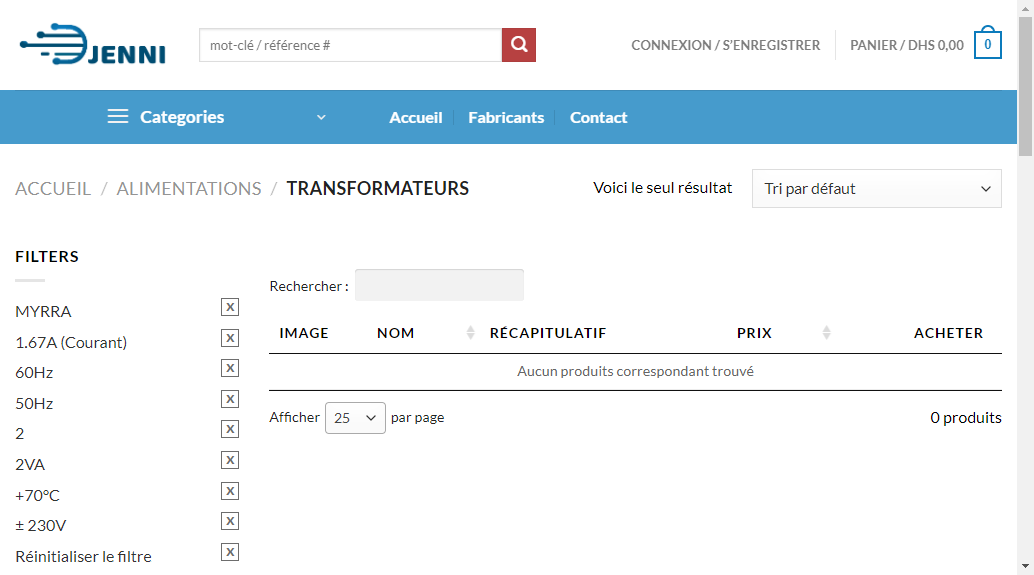 JENNI
mot-clé / référence #
CONNEXION / S'ENREGISTRER
PANIER / DHS 0,00
0
Categories
Accueil
Fabricants
Contact
ACCUEIL / ALIMENTATIONS / TRANSFORMATEURS
Voici le seul résultat
Tri par défaut
FILTERS
MYRRA X
1.67A (Courant) X
60Hz X
50Hz X
2 X
2VA X
+70°C X
± 230V X
Réinitialiser le filtre X
Rechercher :
IMAGE NOM RÉCAPITULATIF PRIX ACHETER
Aucun produits correspondant trouvé
Afficher 25 par page
0 produits